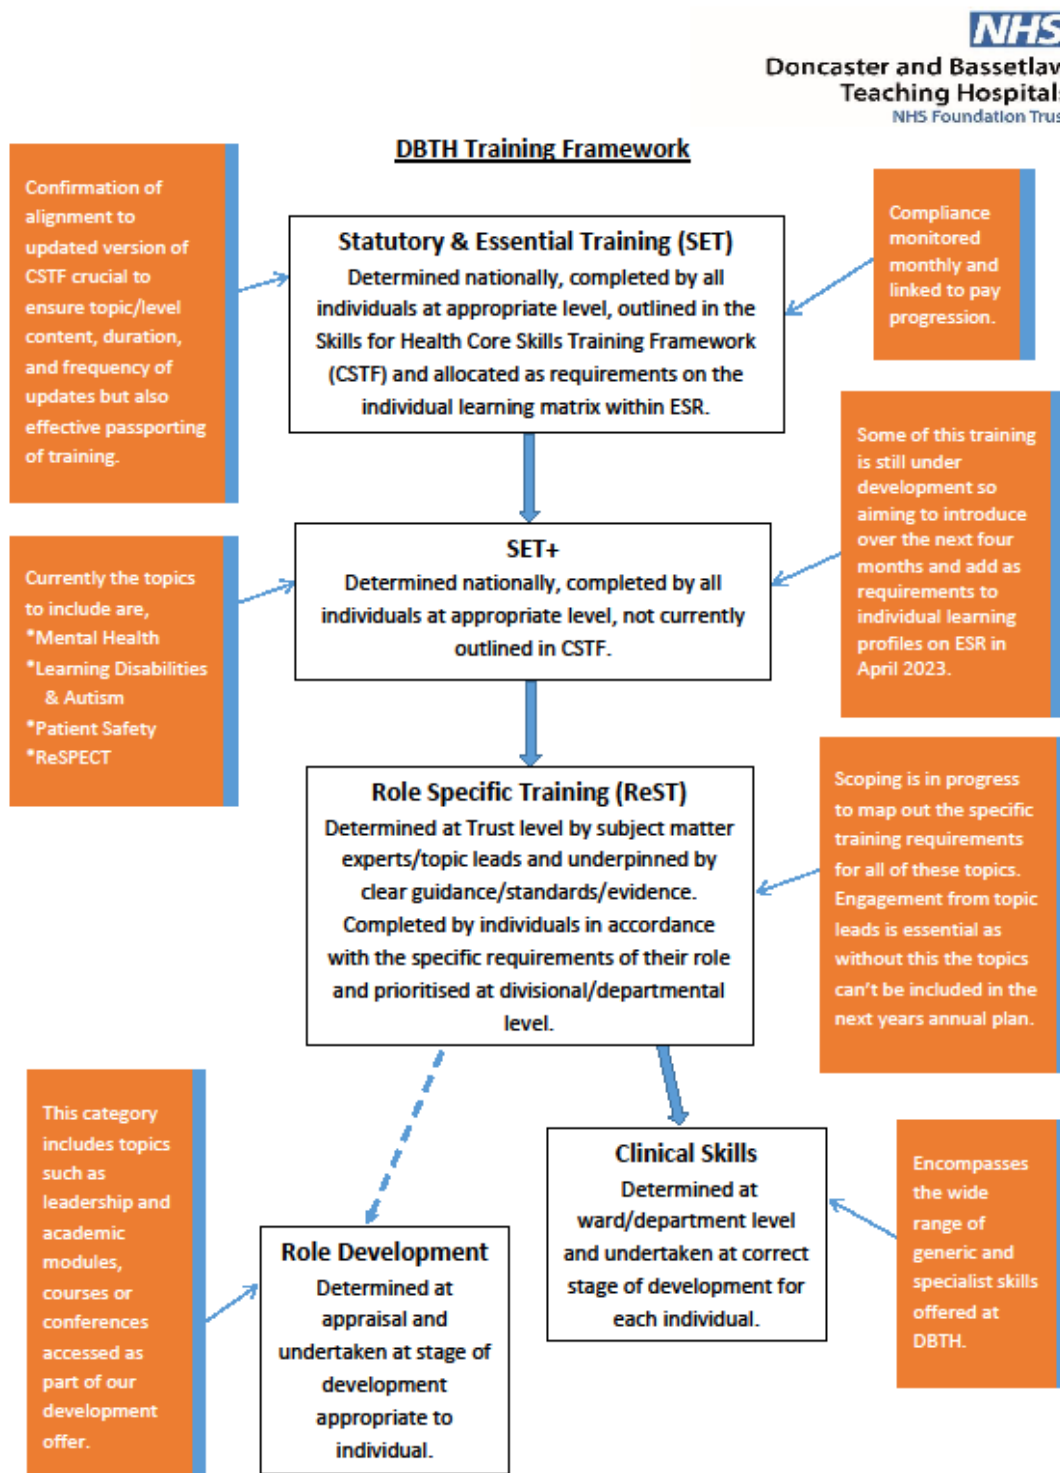 NHS
Doncaster and Bassetlaw
Teaching Hospitals
NHS Foundation Trus
DBTH Training Framework
Confirmation of
alignment to
updated version of
CSTF crucial to
ensure topic/level
content, duration,
and frequency of
updates but also
effective passporting
of training.
Statutory & Essential Training (SET)
Determined nationally, completed by all
individuals at appropriate level, outlined in the
Skills for Health Core Skills Training Framework
(CSTF) and allocated as requirements on the
individual learning matrix within ESR.
Compliance
monitored
monthly and
linked to pay
progression.
Currently the topics
to include are,
*Mental Health
*Learning Disabilities
& Autism
*Patient Safety
*ReSPECT
SET+
Determined nationally, completed by all
individuals at appropriate level, not currently
outlined in CSTF.
Some of this training
is still under
development so
aiming to introduce
over the next four
months and add as
requirements to
individual learning
profiles on ESR in
April 2023.
Role Specific Training (ReST)
Determined at Trust level by subject matter
experts/topic leads and underpinned by
clear guidance/standards/evidence.
Completed by individuals in accordance
with the specific requirements of their role
and prioritised at divisional/departmental
level.
Scoping is in progress
to map out the specific
training requirements
for all of these topics.
Engagement from topic
leads is essential as
without this the topics
can't be included in the
next years annual plan.
This category
includes topics
such as
leadership and
academic
modules,
courses or
conferences
accessed as
part of our
development
offer.
Role Development
Determined at
appraisal and
undertaken at stage of
development
appropriate to
individual.
Clinical Skills
Determined at
ward/department level
and undertaken at correct
stage of development for
each individual.
Encompasses
the wide
range of
generic and
specialist skills
offered at
DBTH.